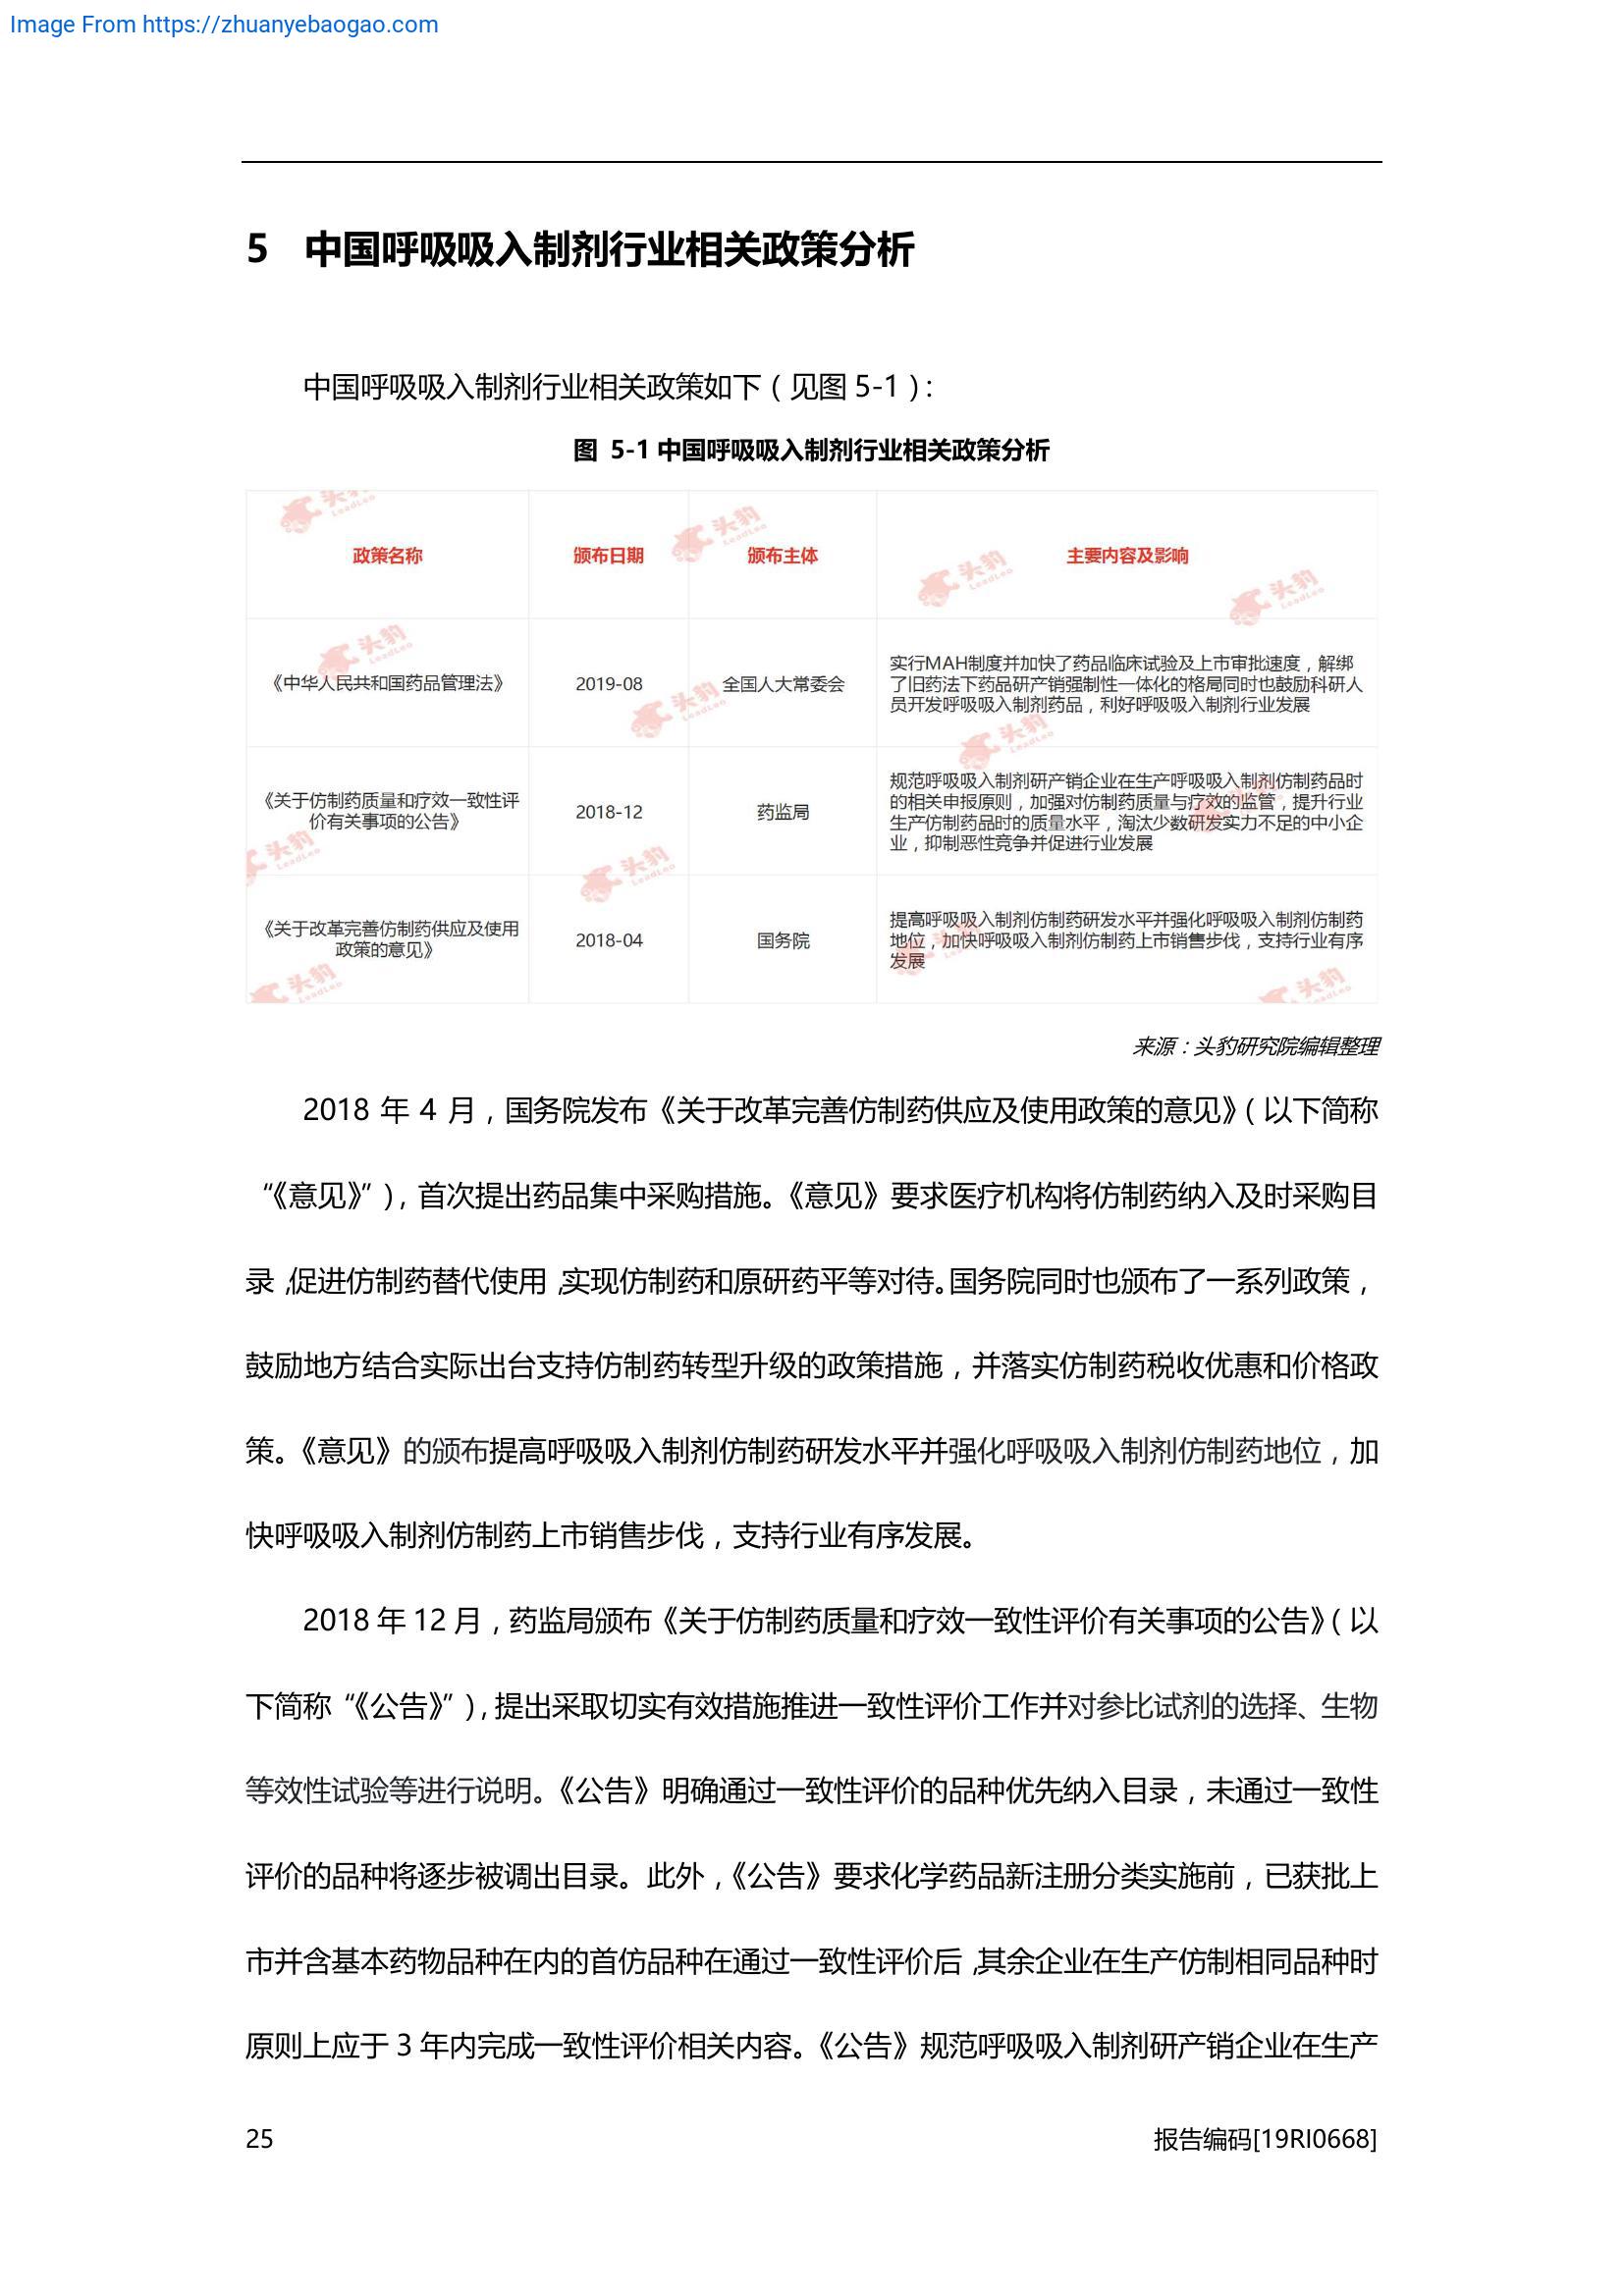 Image From https://zhuanyebaogao.com
5 中国呼吸吸入制剂行业相关政策分析
中国呼吸吸入制剂行业相关政策如下（见图 5-1）：
图 5-1 中国呼吸吸入制剂行业相关政策分析
政策名称 颁布日期 颁布主体 主要内容及影响
《中华人民共和国药品管理法》 2019-08 全国人大常委会
实行MAH制度并加快了药品临床试验及上市审批速度，解绑
了旧药法下药品研产销强制性一体化的格局同时也鼓励科研人
员开发呼吸吸入制剂药品，利好呼吸吸入制剂行业发展
《关于仿制药质量和疗效一致性评
价有关事项的公告》
2018-12 药监局
规范呼吸吸入制剂研产销企业在生产呼吸吸入制剂仿制药品时
的相关申报原则，加强对仿制药质量与疗效的监管，提升行业
生产仿制药品时的质量水平，淘汰少数研发实力不足的中小企
业，抑制恶性竞争并促进行业发展
《关于改革完善仿制药供应及使用
政策的意见》
2018-04 国务院
提高呼吸吸入制剂仿制药研发水平并强化呼吸吸入制剂仿制药
地位，加快呼吸吸入制剂仿制药上市销售步伐，支持行业有序
发展
头豹 LeadLeo
来源：头豹研究院编辑整理
2018 年 4 月，国务院发布《关于改革完善仿制药供应及使用政策的意见》（以下简称
“《意见》”），首次提出药品集中采购措施。《意见》要求医疗机构将仿制药纳入及时采购目
录，促进仿制药替代使用，实现仿制药和原研药平等对待。国务院同时也颁布了一系列政策，
鼓励地方结合实际出台支持仿制药转型升级的政策措施，并落实仿制药税收优惠和价格政
策。《意见》的颁布提高呼吸吸入制剂仿制药研发水平并强化呼吸吸入制剂仿制药地位，加
快呼吸吸入制剂仿制药上市销售步伐，支持行业有序发展。
2018 年 12 月，药监局颁布《关于仿制药质量和疗效一致性评价有关事项的公告》（以
下简称“《公告》”），提出采取切实有效措施推进一致性评价工作并对参比试剂的选择、生物
等效性试验等进行说明。《公告》明确通过一致性评价的品种优先纳入目录，未通过一致性
评价的品种将逐步被调出目录。此外，《公告》要求化学药品新注册分类实施前，已获批上
市并含基本药物品种在内的首仿品种在通过一致性评价后，其余企业在生产仿制相同品种时
原则上应于 3 年内完成一致性评价相关内容。《公告》规范呼吸吸入制剂研产销企业在生产
25 报告编码[19RI0668]